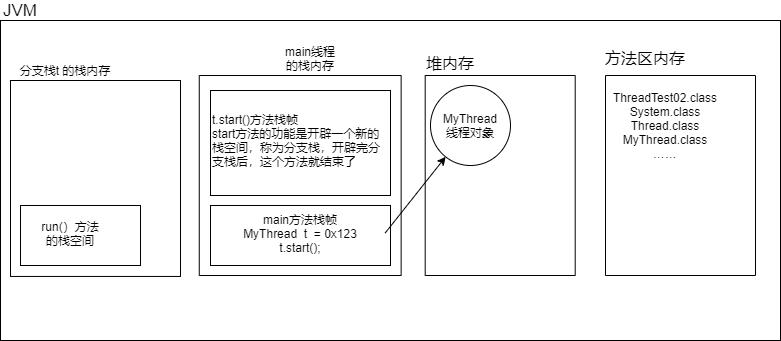 JVM
分支栈t 的栈内存
run()方法
的栈空间
main线程
的栈内存
t.start()方法栈帧
start方法的功能是开辟一个新的
栈空间，称为分支栈，开辟完分
支栈后，这个方法就结束了
main方法栈帧
MyThread t = 0x123
t.start();
堆内存
MyThread
线程对象
方法区内存
ThreadTest02.class
System.class
Thread.class
MyThread.class
……